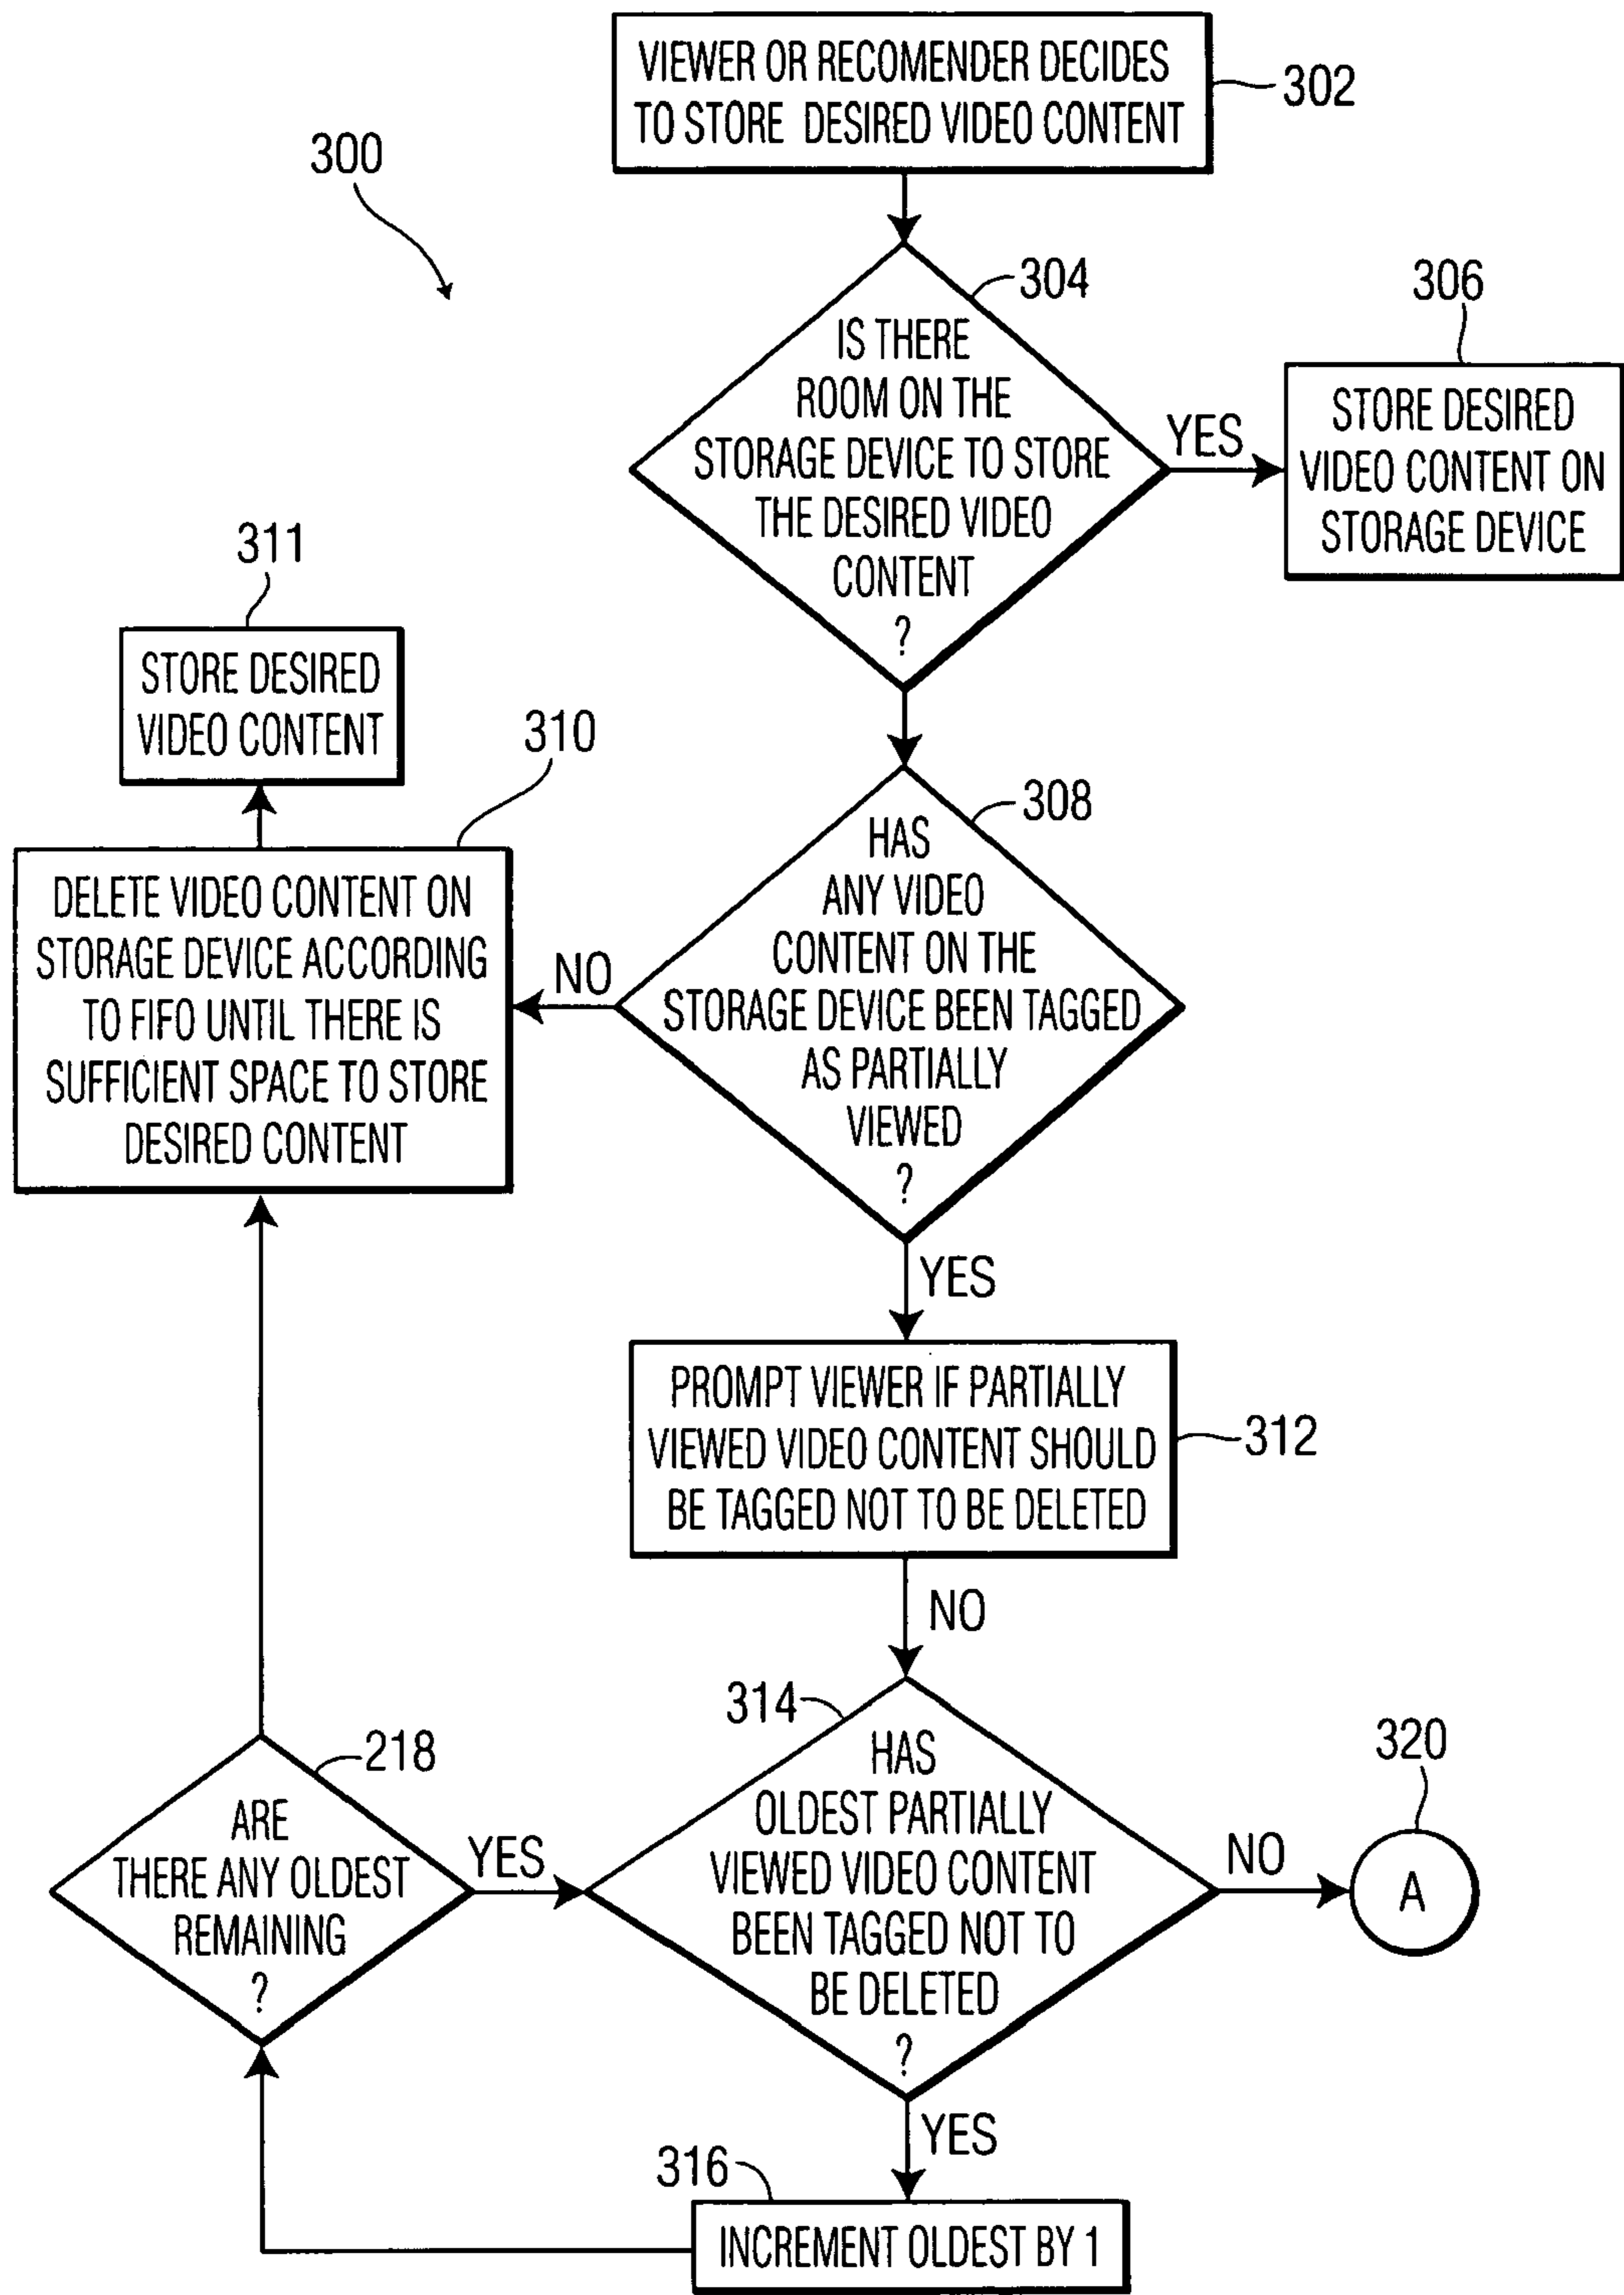 VIEWER OR RECOMENDER DECIDES
TO STORE DESIRED VIDEO CONTENT
302
300
304
IS THERE
ROOM ON THE
STORAGE DEVICE TO STORE
THE DESIRED VIDEO
CONTENT
?
YES
306
STORE DESIRED
VIDEO CONTENT ON
STORAGE DEVICE
311
STORE DESIRED
VIDEO CONTENT
310
DELETE VIDEO CONTENT ON
STORAGE DEVICE ACCORDING
TO FIFO UNTIL THERE IS
SUFFICIENT SPACE TO STORE
DESIRED CONTENT
NO
308
HAS
ANY VIDEO
CONTENT ON THE
STORAGE DEVICE BEEN TAGGED
AS PARTIALLY
VIEWED
?
YES
PROMPT VIEWER IF PARTIALLY
VIEWED VIDEO CONTENT SHOULD
BE TAGGED NOT TO BE DELETED
312
NO
314
HAS
OLDEST PARTIALLY
VIEWED VIDEO CONTENT
BEEN TAGGED NOT TO
BE DELETED
?
NO
320
A
218
ARE
THERE ANY OLDEST
REMAINING
?
YES
YES
316
INCREMENT OLDEST BY 1